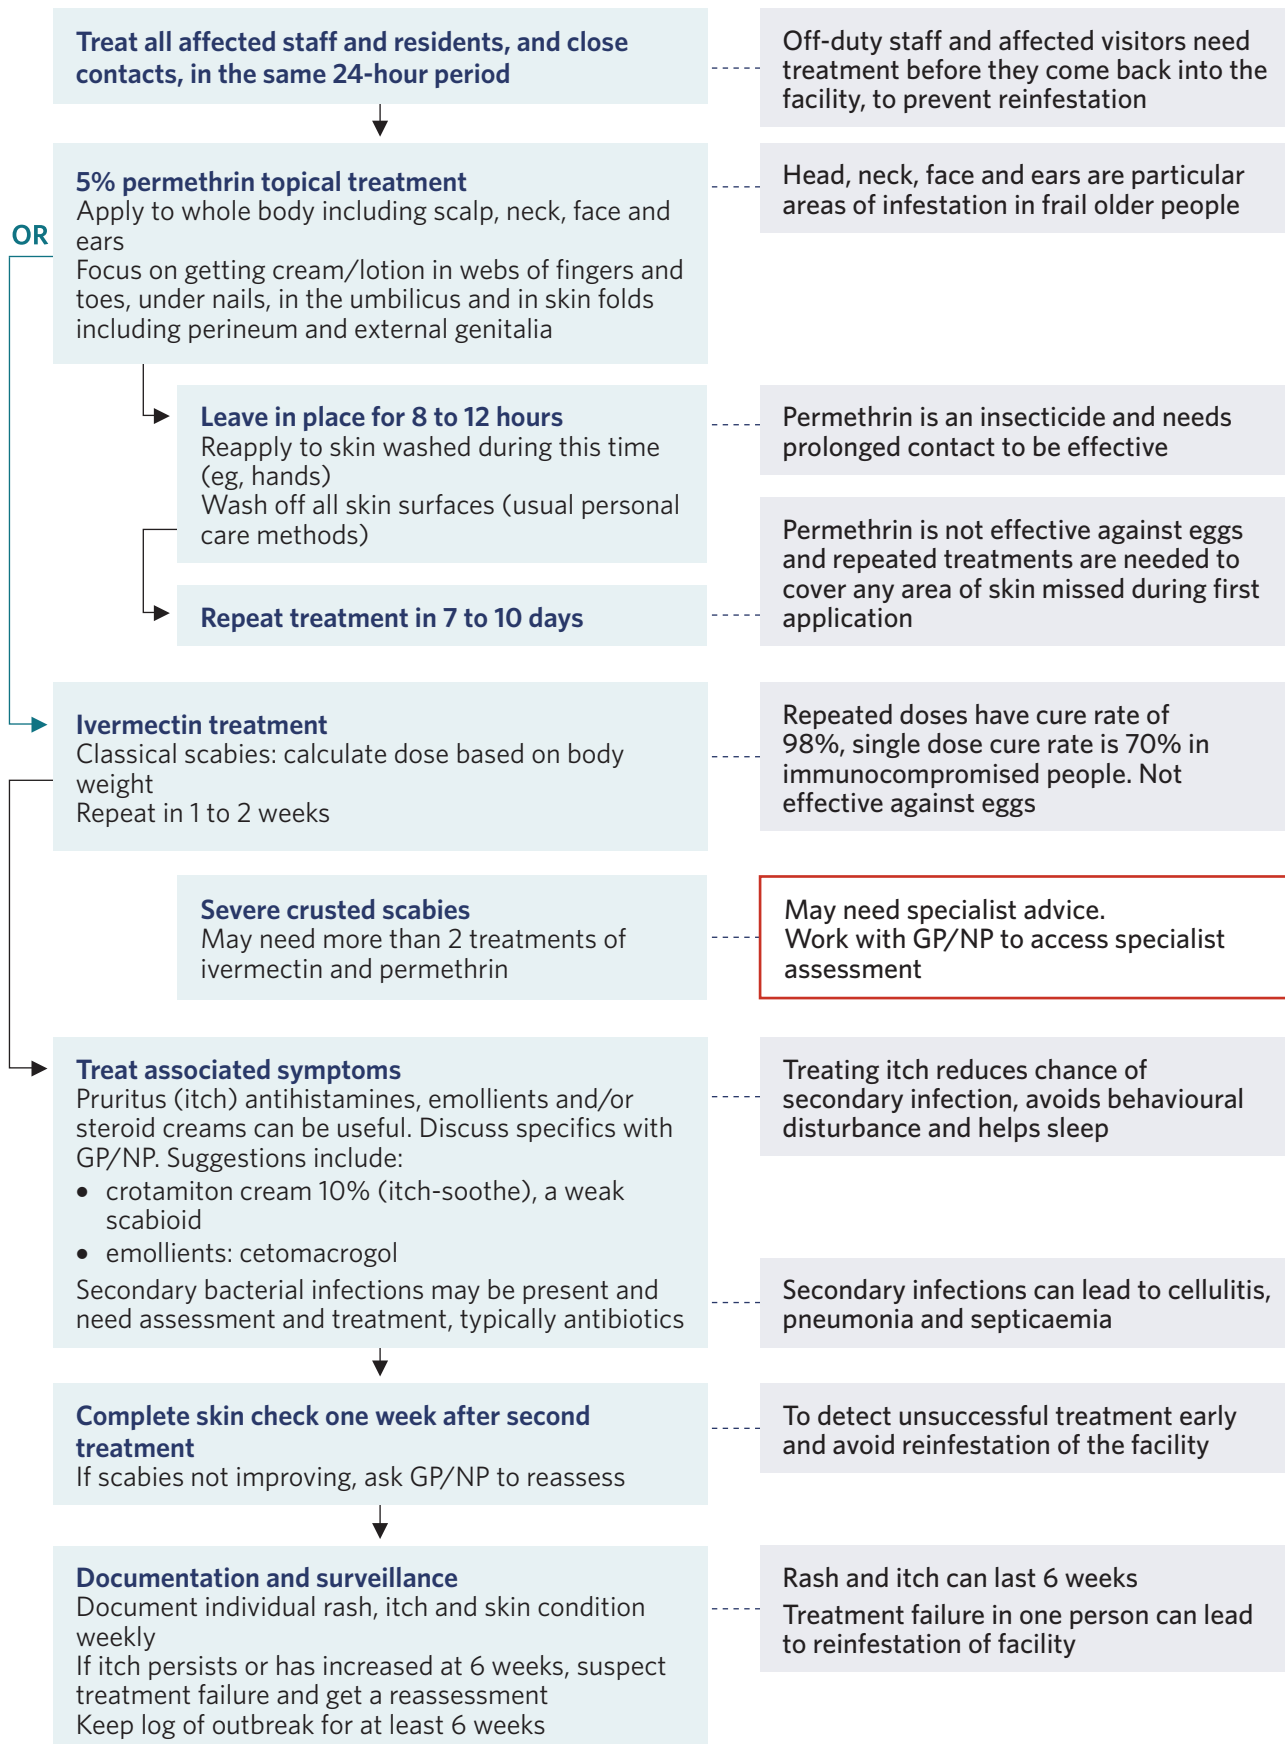 Treat all affected staff and residents, and close
contacts, in the same 24-hour period
Off-duty staff and affected visitors need
treatment before they come back into the
facility, to prevent reinfestation
OR
5% permethrin topical treatment
Apply to whole body including scalp, neck, face and
ears
Focus on getting cream/lotion in webs of fingers and
toes, under nails, in the umbilicus and in skin folds
including perineum and external genitalia
Head, neck, face and ears are particular
areas of infestation in frail older people
Leave in place for 8 to 12 hours
Reapply to skin washed during this time
(eg, hands)
Wash off all skin surfaces (usual personal
care methods)
Permethrin is an insecticide and needs
prolonged contact to be effective
Repeat treatment in 7 to 10 days
Permethrin is not effective against eggs
and repeated treatments are needed to
cover any area of skin missed during first
application
Ivermectin treatment
Classical scabies: calculate dose based on body
weight
Repeat in 1 to 2 weeks
Repeated doses have cure rate of
98%, single dose cure rate is 70% in
immunocompromised people. Not
effective against eggs
Severe crusted scabies
May need more than 2 treatments of
ivermectin and permethrin
May need specialist advice.
Work with GP/NP to access specialist
assessment
Treat associated symptoms
Pruritus (itch) antihistamines, emollients and/or
steroid creams can be useful. Discuss specifics with
GP/NP. Suggestions include:
• crotamiton cream 10% (itch-soothe), a weak
scabioid
• emollients: cetomacrogol
Secondary bacterial infections may be present and
need assessment and treatment, typically antibiotics
Treating itch reduces chance of
secondary infection, avoids behavioural
disturbance and helps sleep
Secondary infections can lead to cellulitis,
pneumonia and septicaemia
Complete skin check one week after second
treatment
If scabies not improving, ask GP/NP to reassess
To detect unsuccessful treatment early
and avoid reinfestation of the facility
Documentation and surveillance
Document individual rash, itch and skin condition
weekly
If itch persists or has increased at 6 weeks, suspect
treatment failure and get a reassessment
Keep log of outbreak for at least 6 weeks
Rash and itch can last 6 weeks
Treatment failure in one person can lead
to reinfestation of facility